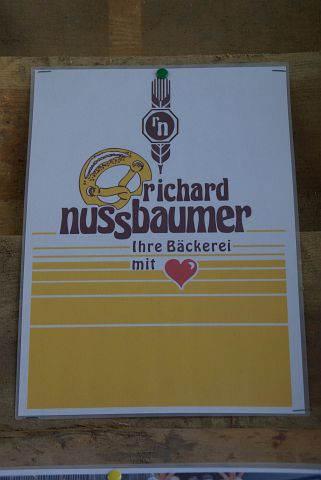 rn
richard
nussbaumer
Ihre Bäckerei
mit